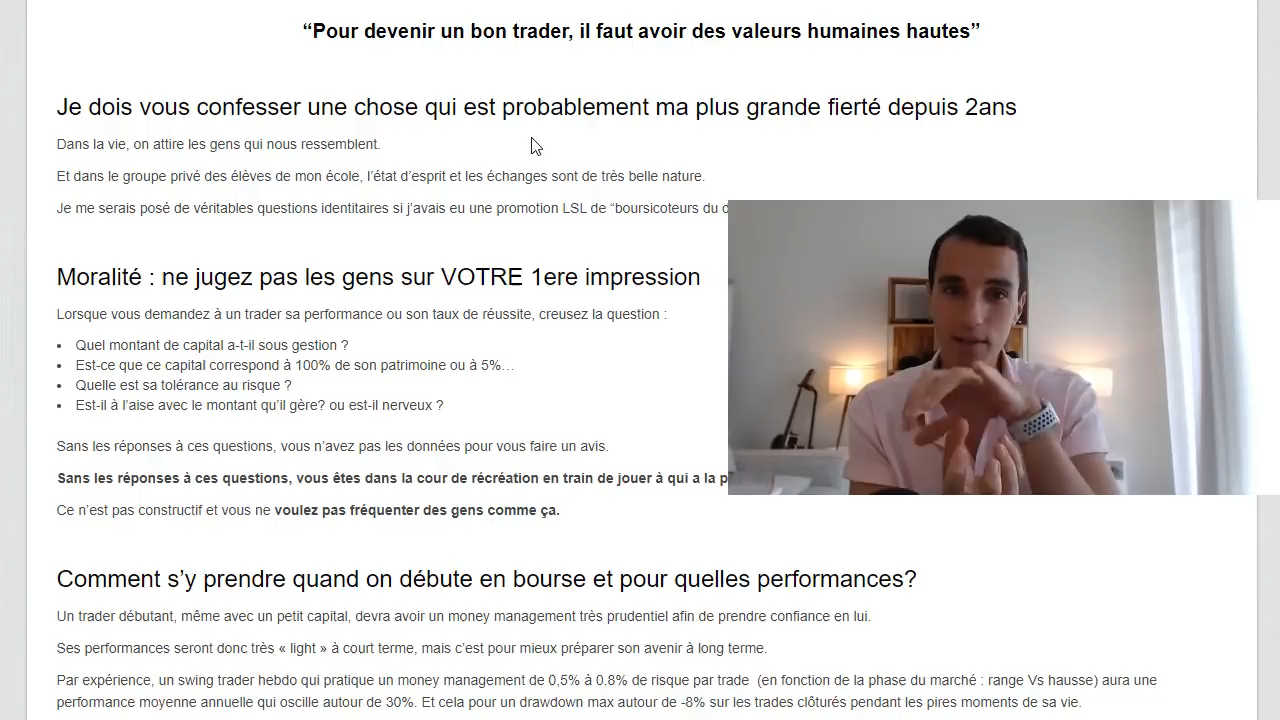 “Pour devenir un bon trader, il faut avoir des valeurs humaines hautes”
Je dois vous confesser une chose qui est probablement ma plus grande fierté depuis 2ans
Dans la vie, on attire les gens qui nous ressemblent.
Et dans le groupe privé des élèves de mon école, l’état d’esprit et les échanges sont de très belle nature.
Je me serais posé de véritables questions identitaires si j’avais eu une promotion LSL de “boursicoteurs du
Moralité : ne jugez pas les gens sur VOTRE 1ere impression
Lorsque vous demandez à un trader sa performance ou son taux de réussite, creusez la question :
• Quel montant de capital a-t-il sous gestion ?
• Est-ce que ce capital correspond à 100% de son patrimoine ou à 5%…
• Quelle est sa tolérance au risque ?
• Est-il à l’aise avec le montant qu’il gère? ou est-il nerveux ?
Sans les réponses à ces questions, vous n’avez pas les données pour vous faire un avis.
Sans les réponses à ces questions, vous êtes dans la cour de récréation en train de jouer à qui a la
Ce n’est pas constructif et vous ne voulez pas fréquenter des gens comme ça.
Comment s’y prendre quand on débute en bourse et pour quelles performances?
Un trader débutant, même avec un petit capital, devra avoir un money management très prudentiel afin de prendre confiance en lui.
Ses performances seront donc très « light » à court terme, mais c’est pour mieux préparer son avenir à long terme.
Par expérience, un swing trader hebdo qui pratique un money management de 0,5% à 0.8% de risque par trade (en fonction de la phase du marché : range Vs hausse) aura une
performance moyenne annuelle qui oscille autour de 30%. Et cela pour un drawdown max autour de -8% sur les trades clôturés pendant les pires moments de sa vie.